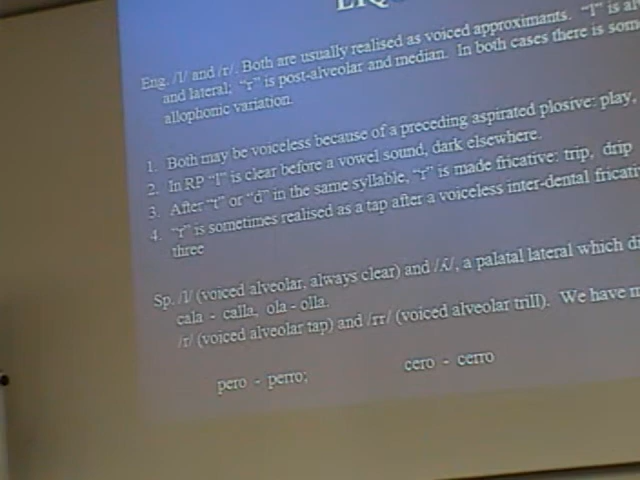 LIQU
Eng. /l/ and /r/. Both are usually realised as voiced approximants. "l" is al
and lateral; "r" is post-alveolar and median. In both cases there is som
allophonic variation.
1. Both may be voiceless because of a preceding aspirated plosive: play,
2. In RP "l" is clear before a vowel sound, dark elsewhere.
3. After "t" or "d" in the same syllable, "r" is made fricative: trip, drip
4. "r" is sometimes realised as a tap after a voiceless inter-dental fricativ
three
Sp. /l/ (voiced alveolar, always clear) and /ʎ/, a palatal lateral which di
cala - calla, ola - olla.
/r/ (voiced alveolar tap) and /rr/ (voiced alveolar trill). We have m
pero - perro; cero - cerro